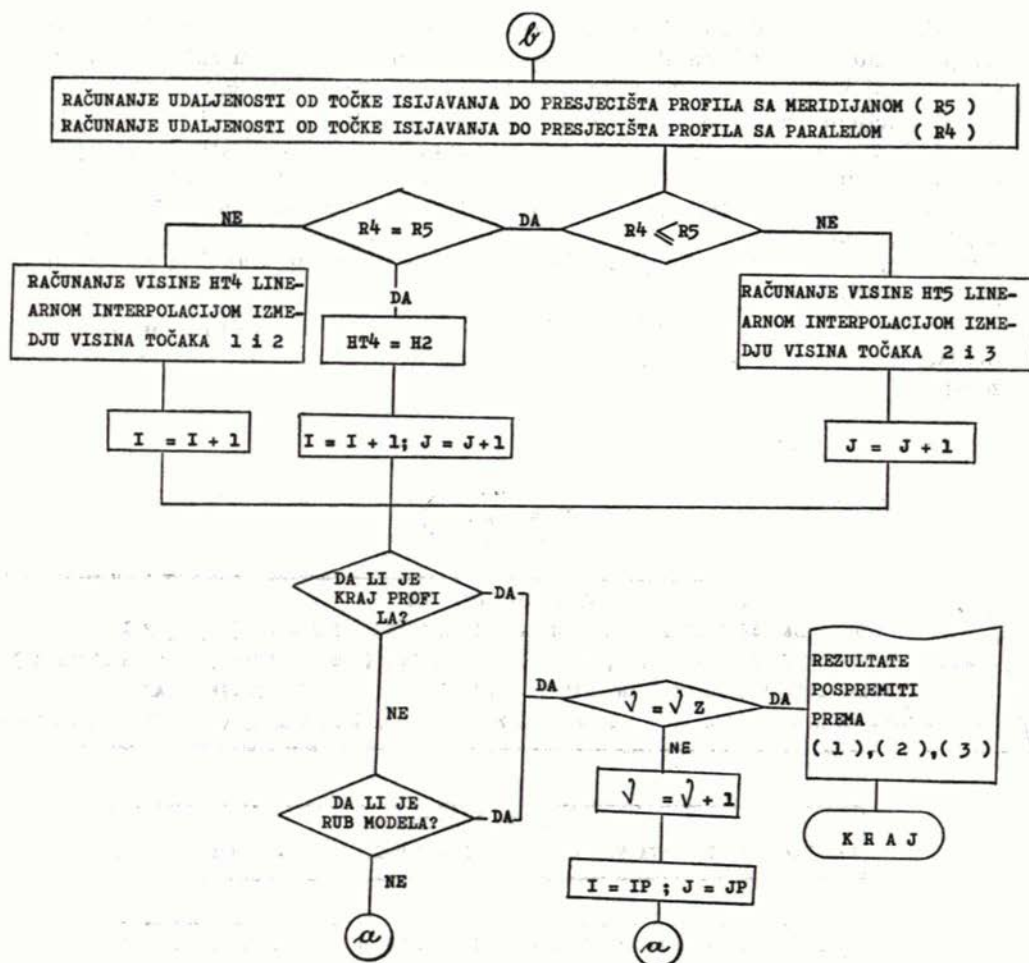 b
RAČUNANJE UDALJENOSTI OD TOČKE ISIJAVANJA DO PRESJECIŠTA PROFILA SA MERIDIJANOM ( R5 )
RAČUNANJE UDALJENOSTI OD TOČKE ISIJAVANJA DO PRESJECIŠTA PROFILA SA PARALELOM ( R4 )
NE
R4 = R5
DA
R4 ⩽ R5
NE
RAČUNANJE VISINE HT4 LINE-
ARNOM INTERPOLACIJOM IZME-
DJU VISINA TOČAKA 1 i 2
DA
HT4 = H2
RAČUNANJE VISINE HT5 LINE-
ARNOM INTERPOLACIJOM IZME-
DJU VISINA TOČAKA 2 i 3
I = I + 1
I = I + 1; J = J+1
J = J + 1
DA LI JE
KRAJ PROFI
LA?
DA
NE
DA
√ = √ Z
DA
REZULTATE
POSPREMITI
PREMA
( 1 ),( 2 ),( 3 )
NE
√ = √ + 1
DA LI JE
RUB MODELA?
DA
K R A J
NE
I = IP ; J = JP
a
a